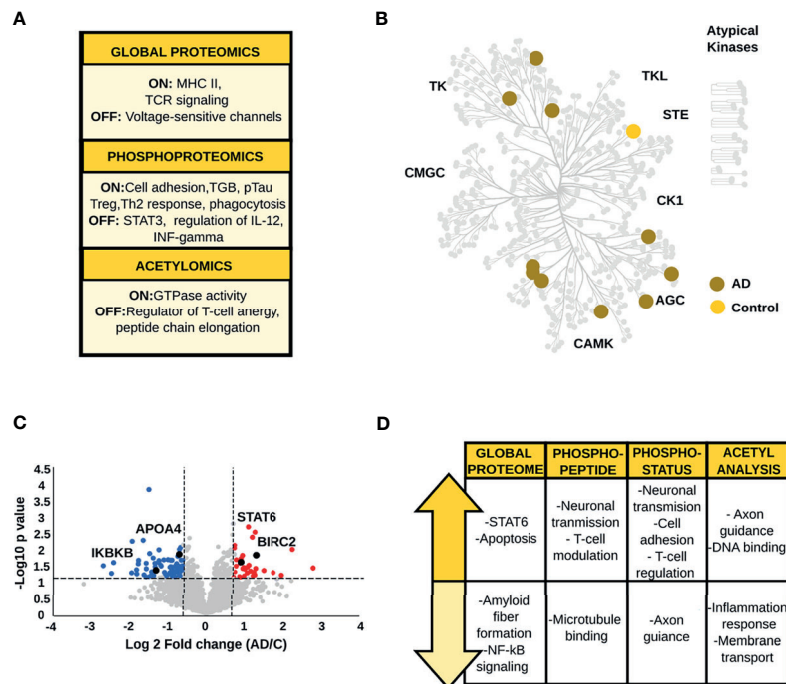 A
GLOBAL PROTEOMICS
ON: MHC II,
TCR signaling
OFF: Voltage-sensitive channels
PHOSPHOPROTEOMICS
ON:Cell adhesion,TGB, pTau
Treg,Th2 response, phagocytosis
OFF: STAT3, regulation of IL-12,
INF-gamma
ACETYLOMICS
ON:GTPase activity
OFF:Regulator of T-cell anergy,
peptide chain elongation
B
Atypical
Kinases
TK
TKL
STE
CMGC
CK1
AGC
CAMK
AD
Control
C
4.5
4
3.5
3
2.5
2
1.5
1
0.5
0
-Log10 p value
STAT6
APOA4
BIRC2
IKBKB
-4 -3 -2 -1 0 1 2 3 4
Log 2 Fold change (AD/C)
D
GLOBAL PROTEOME
PHOSPHO-PEPTIDE
PHOSPHO-STATUS
ACETYL ANALYSIS
-STAT6
-Apoptosis
-Neuronal
tranmission
- T-cell
modulation
-Neuronal
transmision
-Cell
adhesion
- T-cell
regulation
- Axon
guidance
-DNA binding
-Amyloid
fiber
formation
-NF-kB
signaling
-Microtubule
binding
-Axon
guiance
-Inflammation
response
-Membrane
transport